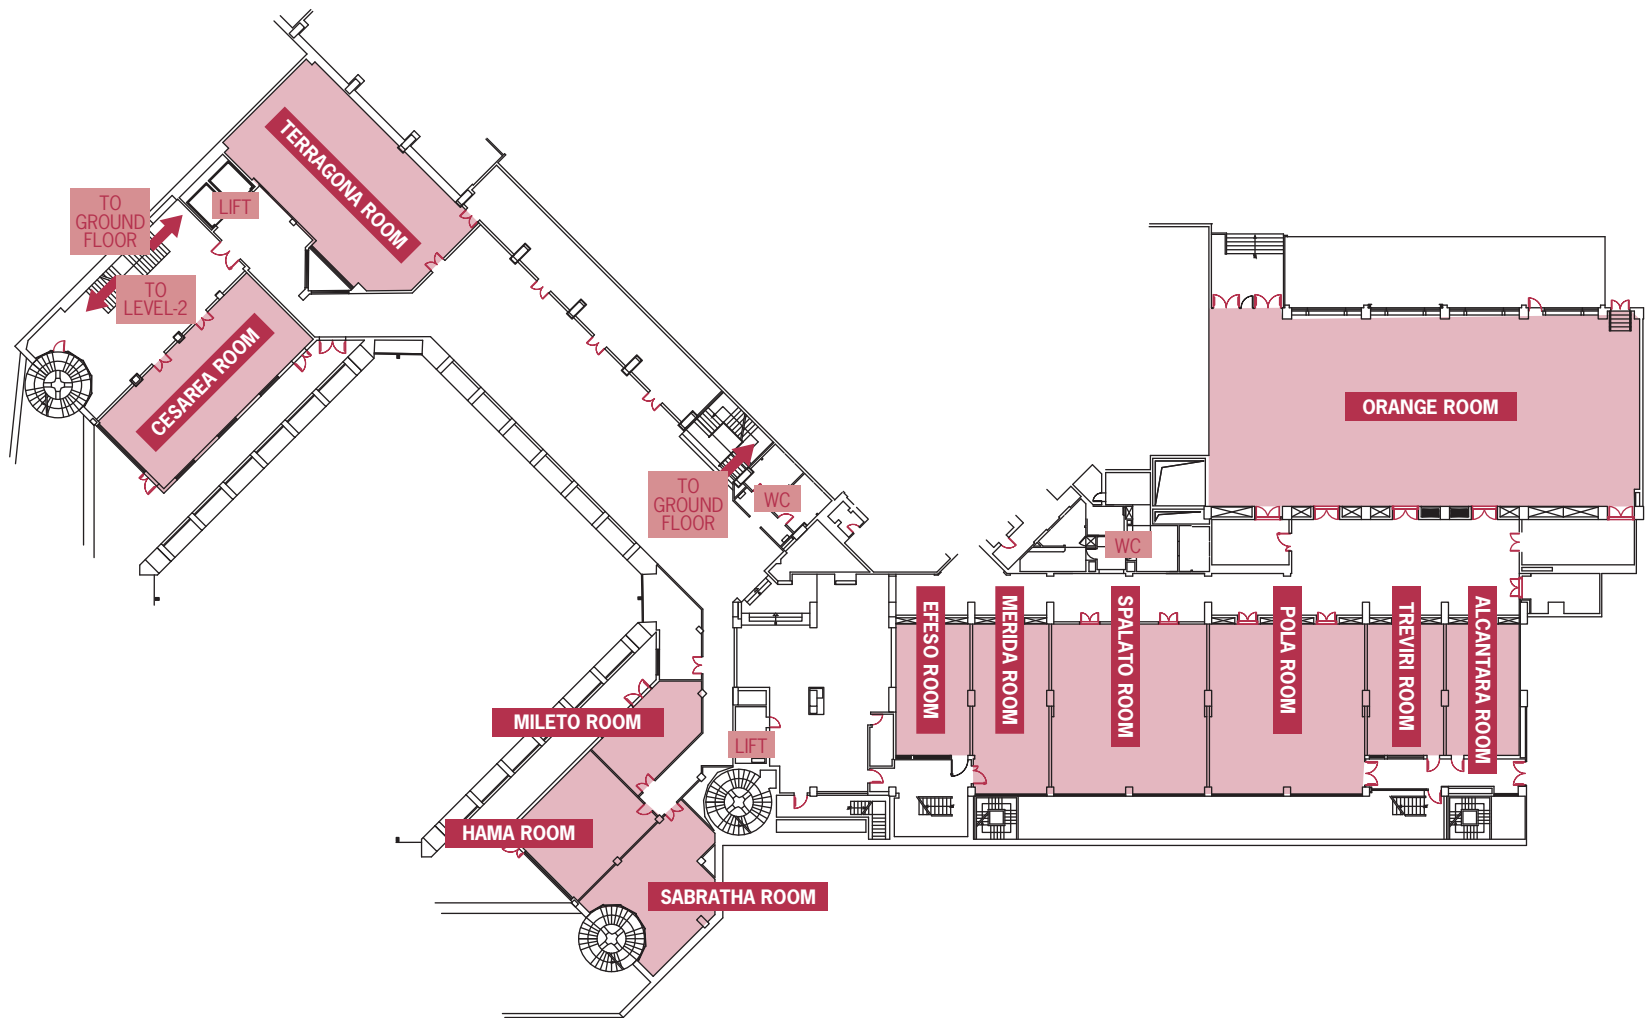 TERRAGONA ROOM
TO
GROUND
FLOOR
LIFT
TO
LEVEL-2
CESAREA ROOM
ORANGE ROOM
TO
GROUND
FLOOR
WC
WC
EFESO ROOM
MERIDA ROOM
SPALATO ROOM
POLA ROOM
TREVIRI ROOM
ALCANTARA ROOM
MILETO ROOM
LIFT
HAMA ROOM
SABRATHA ROOM